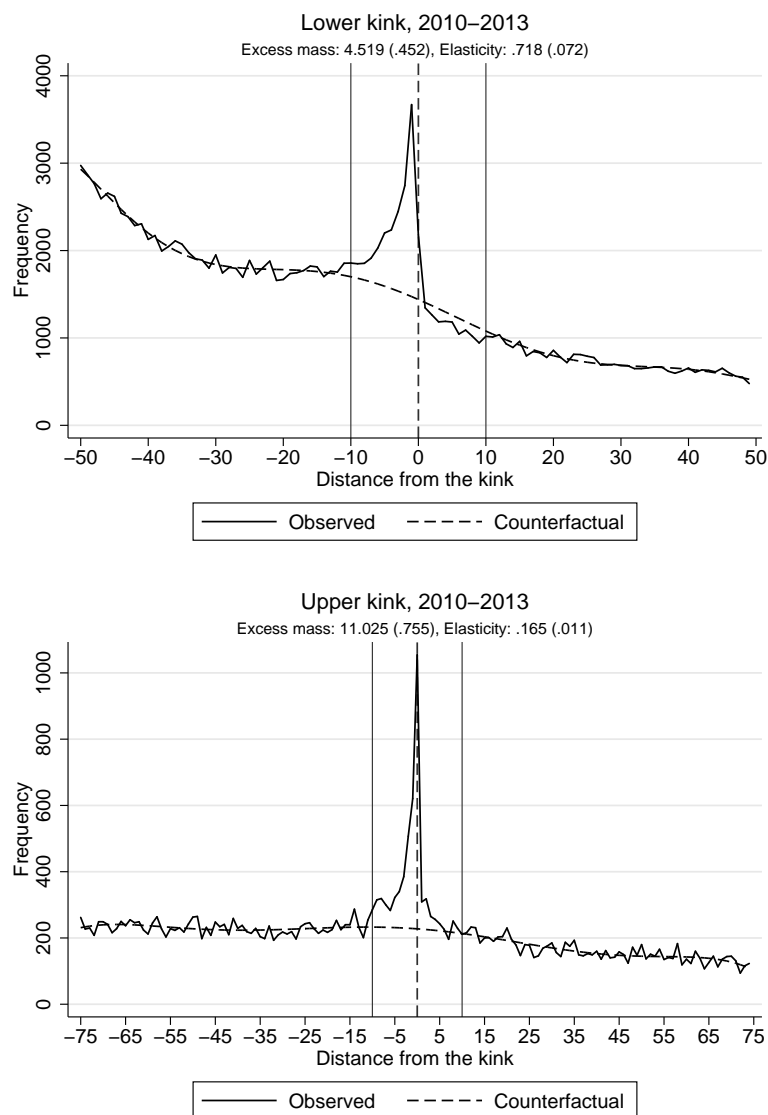 Lower kink, 2010−2013
Excess mass: 4.519 (.452), Elasticity: .718 (.072)
Frequency
4000
3000
2000
1000
0
−50 −40 −30 −20 −10 0 10 20 30 40 50
Distance from the kink
Observed Counterfactual
Upper kink, 2010−2013
Excess mass: 11.025 (.755), Elasticity: .165 (.011)
Frequency
1000
800
600
400
200
0
−75 −65 −55 −45 −35 −25 −15 −5 5 15 25 35 45 55 65 75
Distance from the kink
Observed Counterfactual